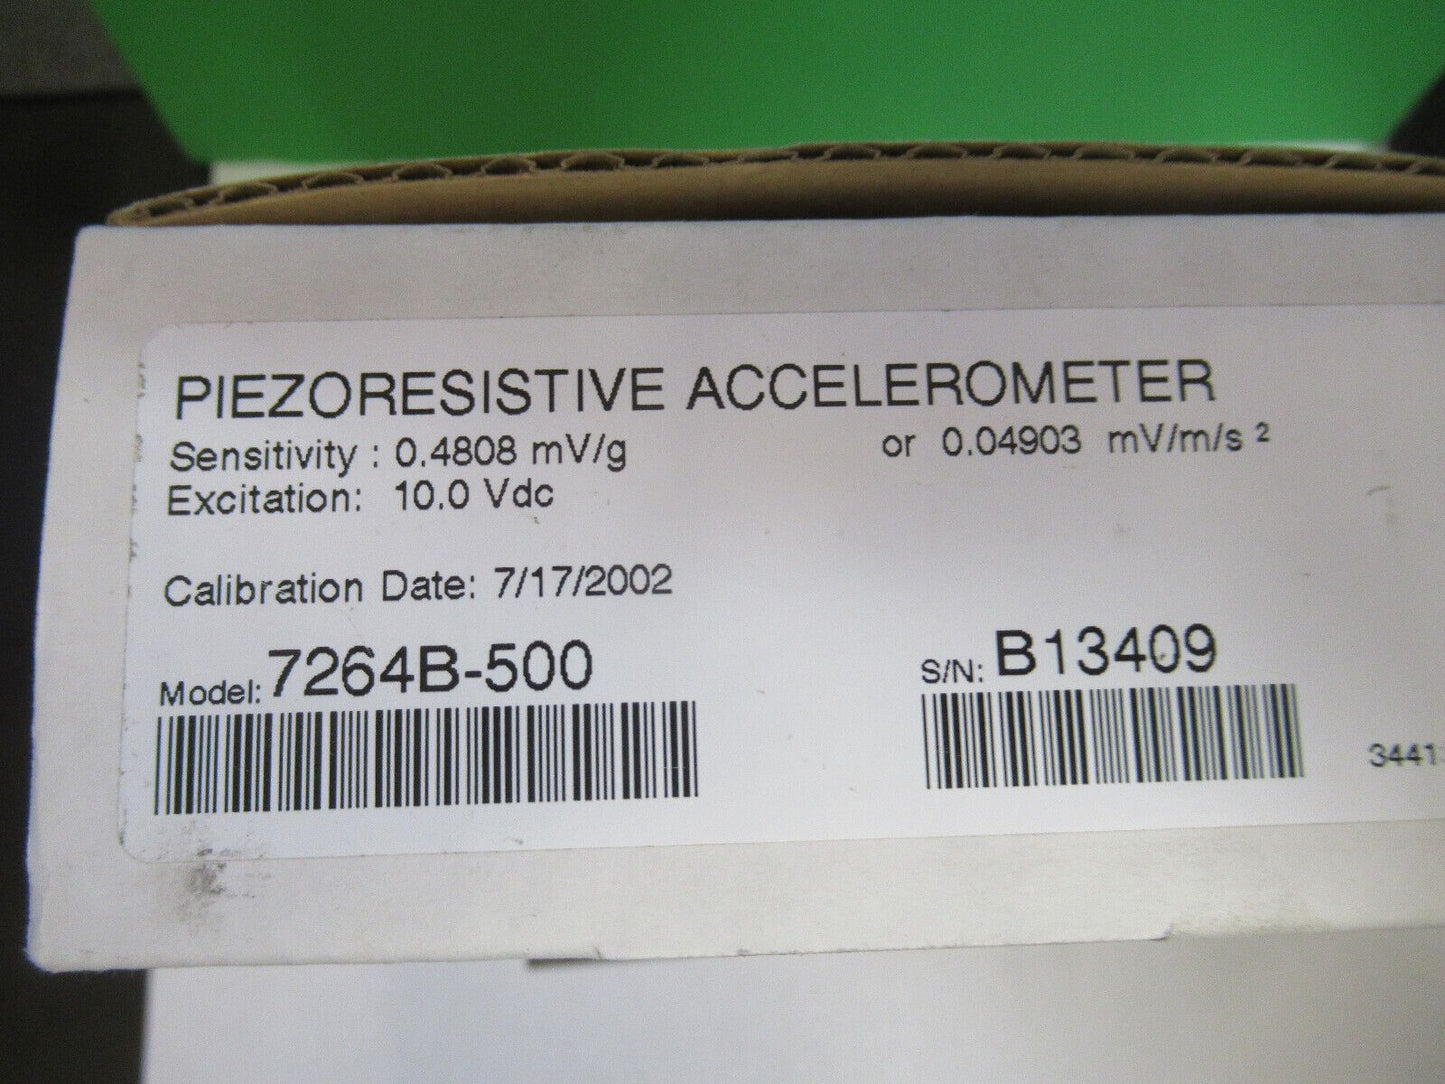 PIEZORESISTIVE ACCELEROMETER
Sensitivity : 0.4808 mV/g or 0.04903 mV/m/s ²
Excitation: 10.0 Vdc
Calibration Date: 7/17/2002
Model: 7264B-500 S/N: B13409
3441